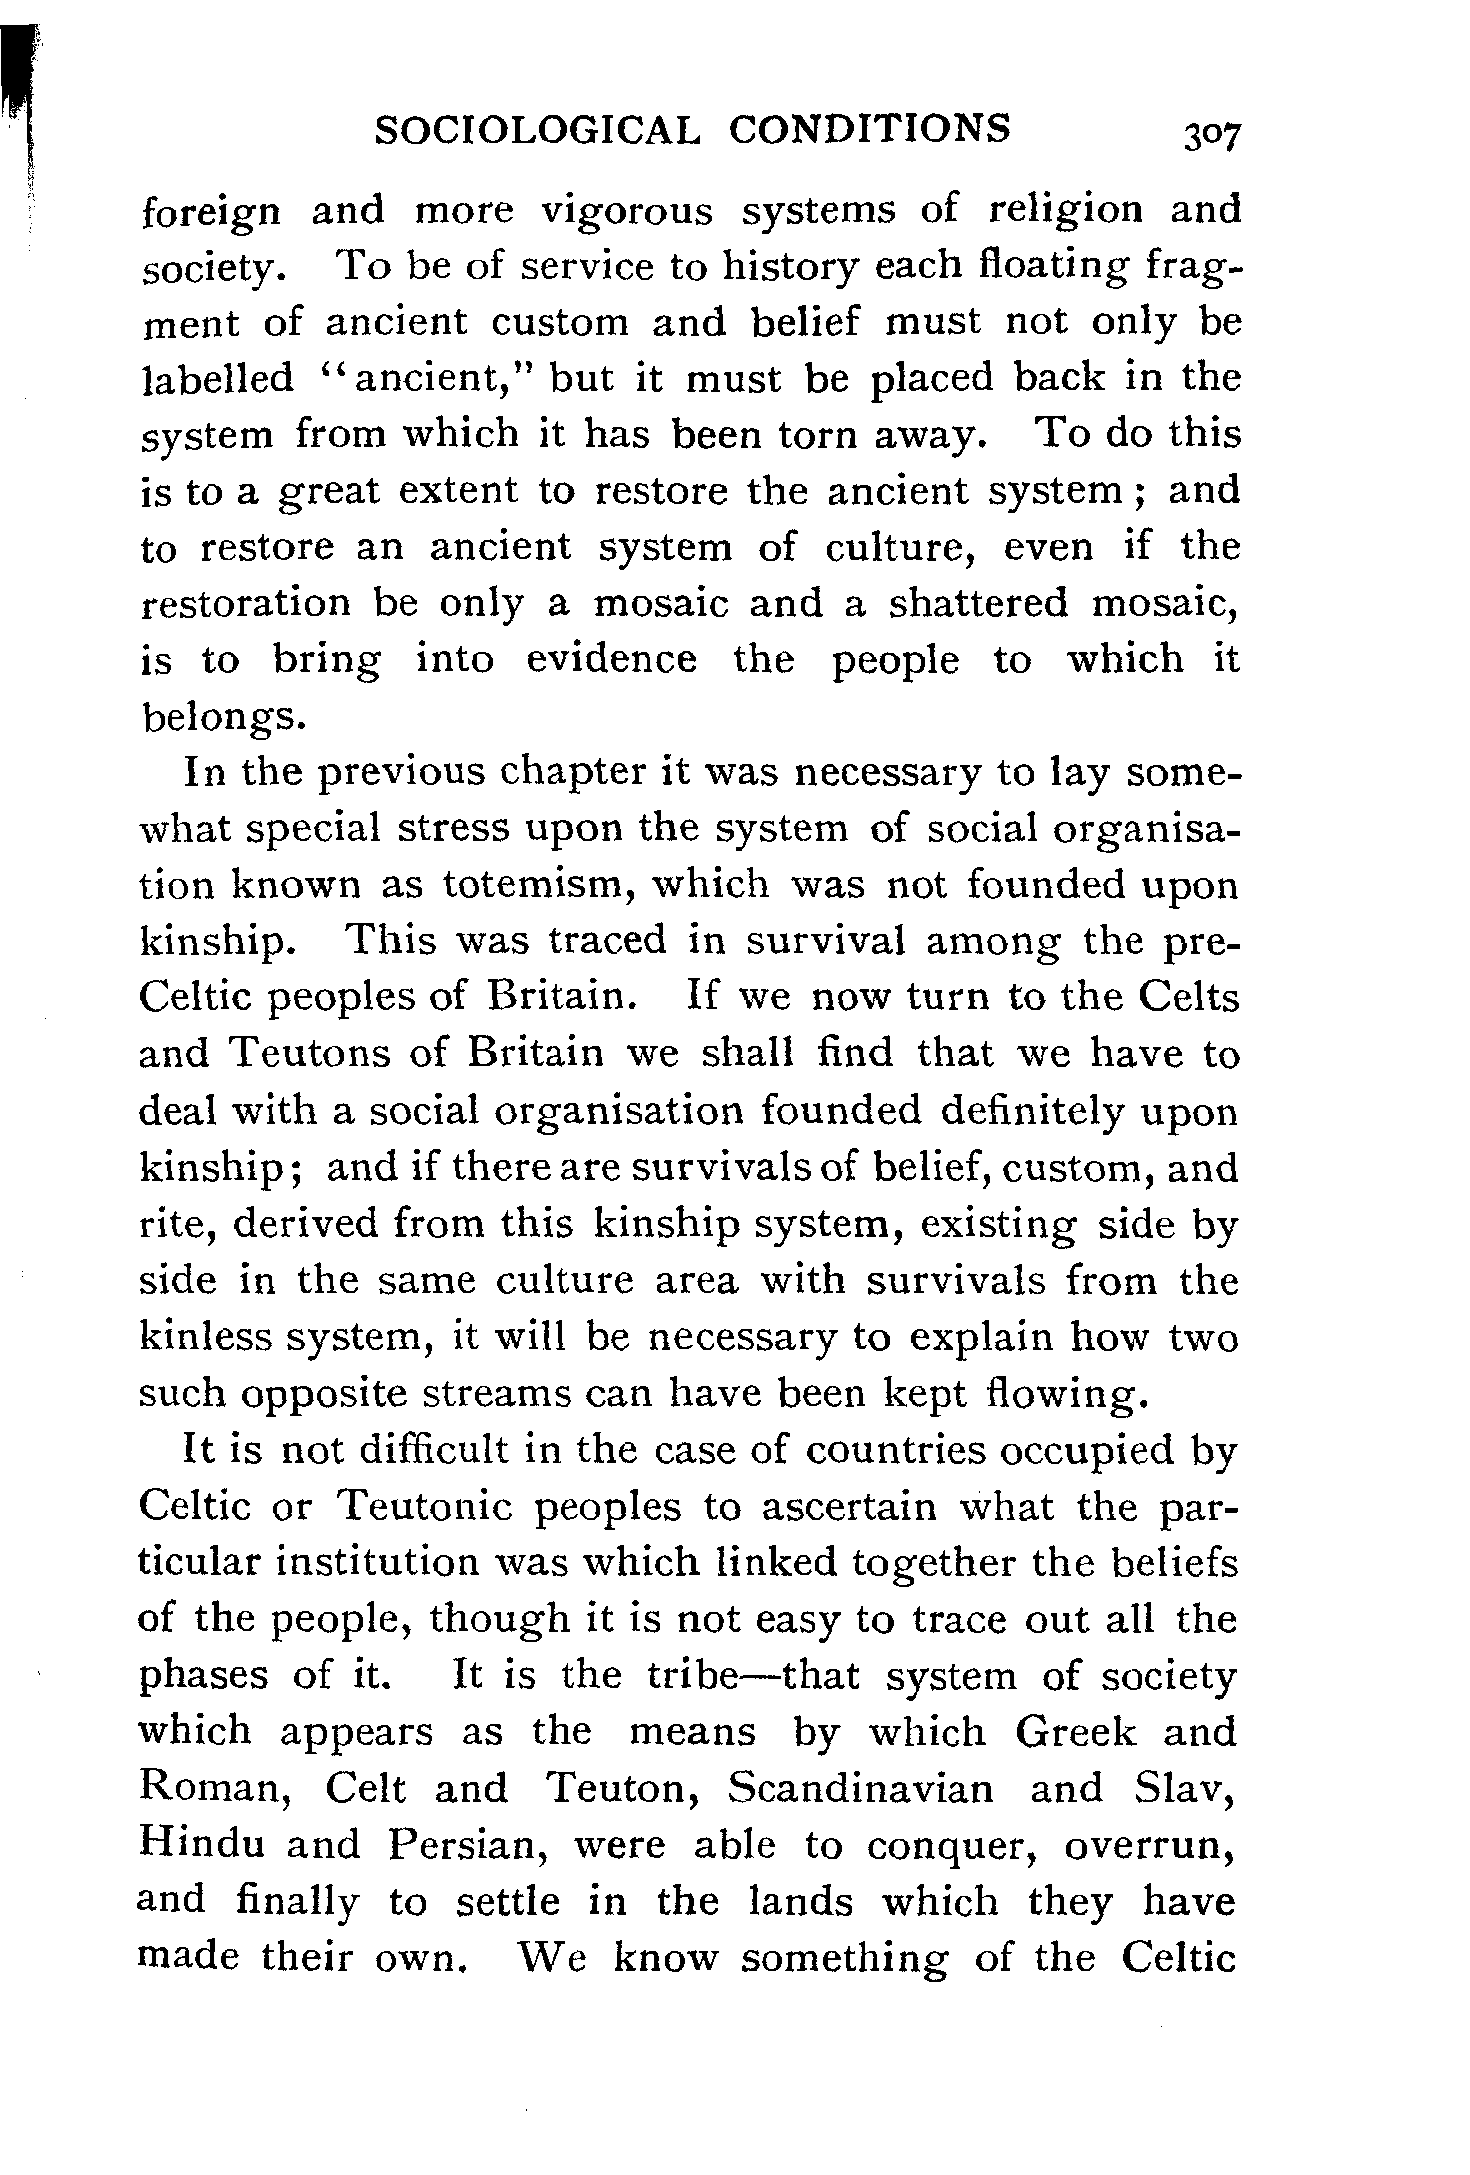 SOCIOLOGICAL CONDITIONS 307
foreign and more vigorous systems of religion and
society. To be of service to history each floating frag-
ment of ancient custom and belief must not only be
labelled “ancient,” but it must be placed back in the
system from which it has been torn away. To do this
is to a great extent to restore the ancient system; and
to restore an ancient system of culture, even if the
restoration be only a mosaic and a shattered mosaic,
is to bring into evidence the people to which it
belongs.
In the previous chapter it was necessary to lay some-
what special stress upon the system of social organisa-
tion known as totemism, which was not founded upon
kinship. This was traced in survival among the pre-
Celtic peoples of Britain. If we now turn to the Celts
and Teutons of Britain we shall find that we have to
deal with a social organisation founded definitely upon
kinship; and if there are survivals of belief, custom, and
rite, derived from this kinship system, existing side by
side in the same culture area with survivals from the
kinless system, it will be necessary to explain how two
such opposite streams can have been kept flowing.
It is not difficult in the case of countries occupied by
Celtic or Teutonic peoples to ascertain what the par-
ticular institution was which linked together the beliefs
of the people, though it is not easy to trace out all the
phases of it. It is the tribe—that system of society
which appears as the means by which Greek and
Roman, Celt and Teuton, Scandinavian and Slav,
Hindu and Persian, were able to conquer, overrun,
and finally to settle in the lands which they have
made their own. We know something of the Celtic